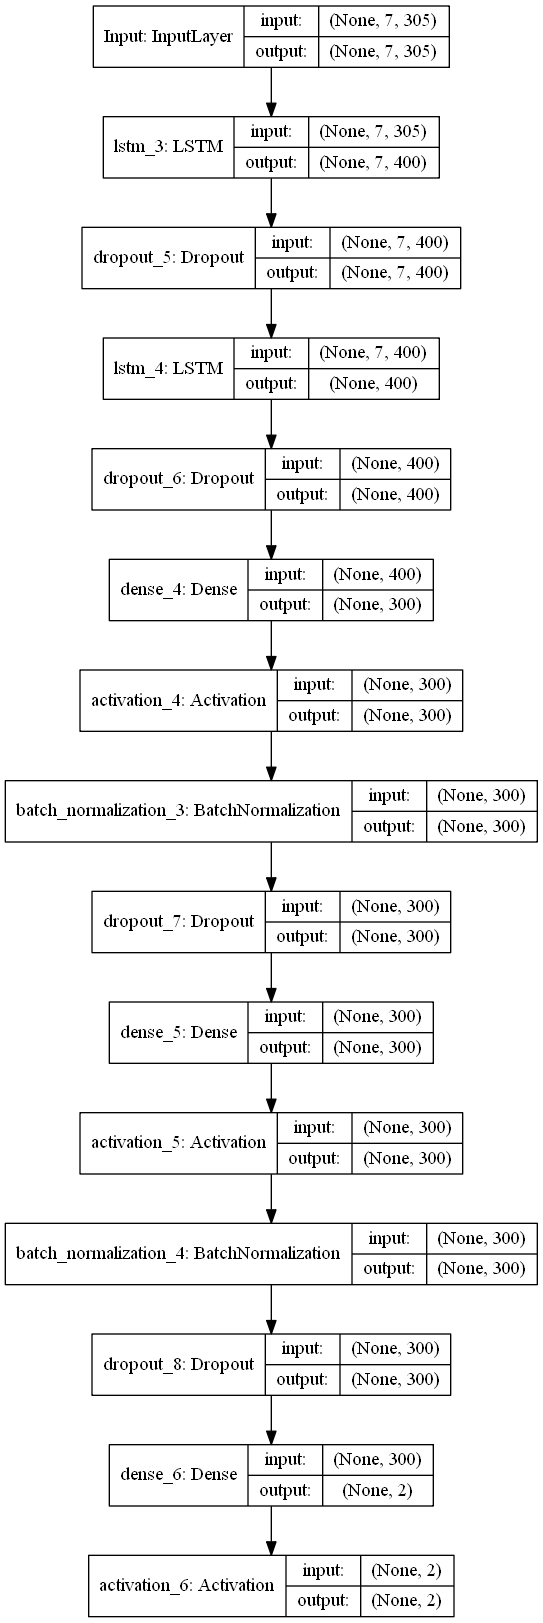 Input: InputLayer
input: (None, 7, 305)
output: (None, 7, 305)
lstm_3: LSTM
input: (None, 7, 305)
output: (None, 7, 400)
dropout_5: Dropout
input: (None, 7, 400)
output: (None, 7, 400)
lstm_4: LSTM
input: (None, 7, 400)
output: (None, 400)
dropout_6: Dropout
input: (None, 400)
output: (None, 400)
dense_4: Dense
input: (None, 400)
output: (None, 300)
activation_4: Activation
input: (None, 300)
output: (None, 300)
batch_normalization_3: BatchNormalization
input: (None, 300)
output: (None, 300)
dropout_7: Dropout
input: (None, 300)
output: (None, 300)
dense_5: Dense
input: (None, 300)
output: (None, 300)
activation_5: Activation
input: (None, 300)
output: (None, 300)
batch_normalization_4: BatchNormalization
input: (None, 300)
output: (None, 300)
dropout_8: Dropout
input: (None, 300)
output: (None, 300)
dense_6: Dense
input: (None, 300)
output: (None, 2)
activation_6: Activation
input: (None, 2)
output: (None, 2)